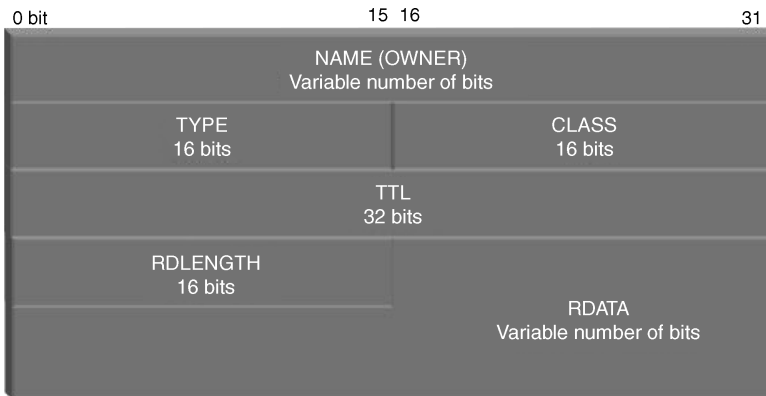 0 bit 15 16 31
NAME (OWNER)
Variable number of bits
TYPE CLASS
16 bits 16 bits
TTL
32 bits
RDLENGTH
16 bits
RDATA
Variable number of bits